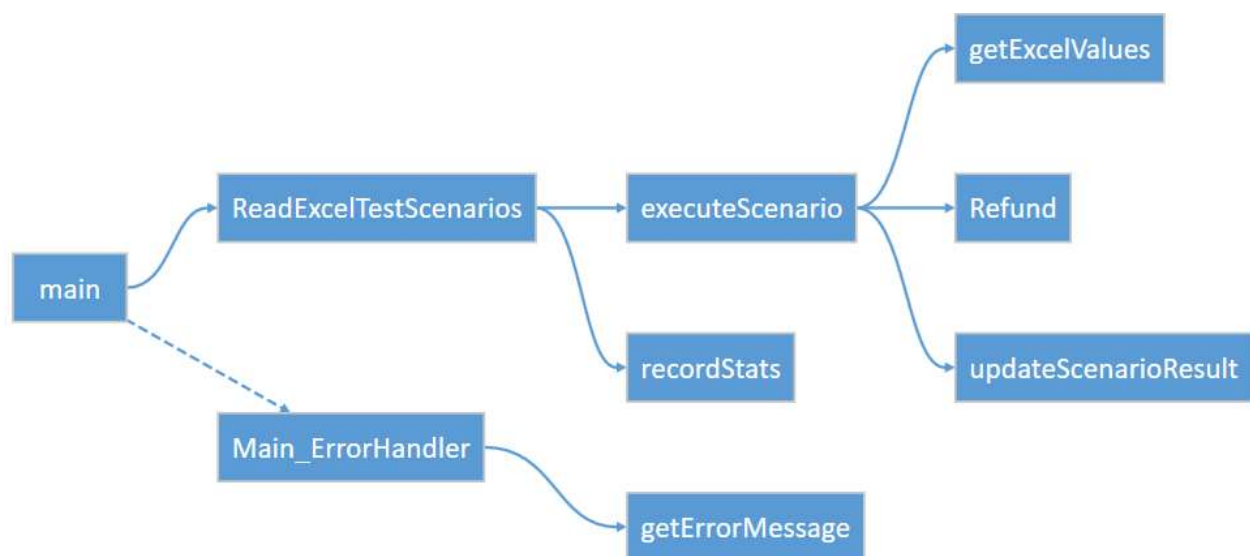 getExcelValues
ReadExcelTestScenarios
executeScenario
Refund
main
recordStats
updateScenarioResult
Main_ErrorHandler
getErrorMessage